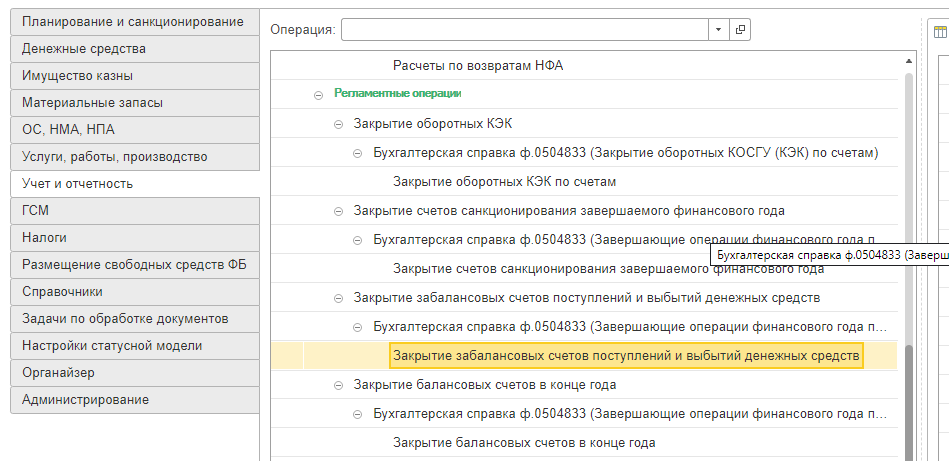 Планирование и санкционирование
Денежные средства
Имущество казны
Материальные запасы
ОС, НМА, НПА
Услуги, работы, производство
Учет и отчетность
ГСМ
Налоги
Размещение свободных средств ФБ
Справочники
Задачи по обработке документов
Настройки статусной модели
Органайзер
Администрирование
Операция:
Расчеты по возвратам НФА
Регламентные операции
Закрытие оборотных КЭК
Бухгалтерская справка ф.0504833 (Закрытие оборотных КОСГУ (КЭК) по счетам)
Закрытие оборотных КЭК по счетам
Закрытие счетов санкционирования завершаемого финансового года
Бухгалтерская справка ф.0504833 (Завершающие операции финансового года п...
Бухгалтерская справка ф.0504833 (Заверш
Закрытие счетов санкционирования завершаемого финансового года
Закрытие забалансовых счетов поступлений и выбытий денежных средств
Бухгалтерская справка ф.0504833 (Завершающие операции финансового года п...
Закрытие забалансовых счетов поступлений и выбытий денежных средств
Закрытие балансовых счетов в конце года
Бухгалтерская справка ф.0504833 (Завершающие операции финансового года п...
Закрытие балансовых счетов в конце года